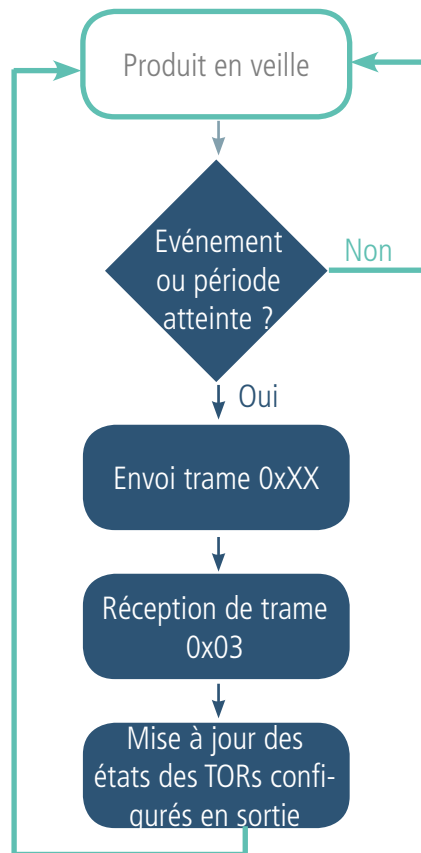 Produit en veille
Evénement
ou période
atteinte ?
Non
Oui
Envoi trame 0xXX
Réception de trame
0x03
Mise à jour des
états des TORs confi-
gurés en sortie